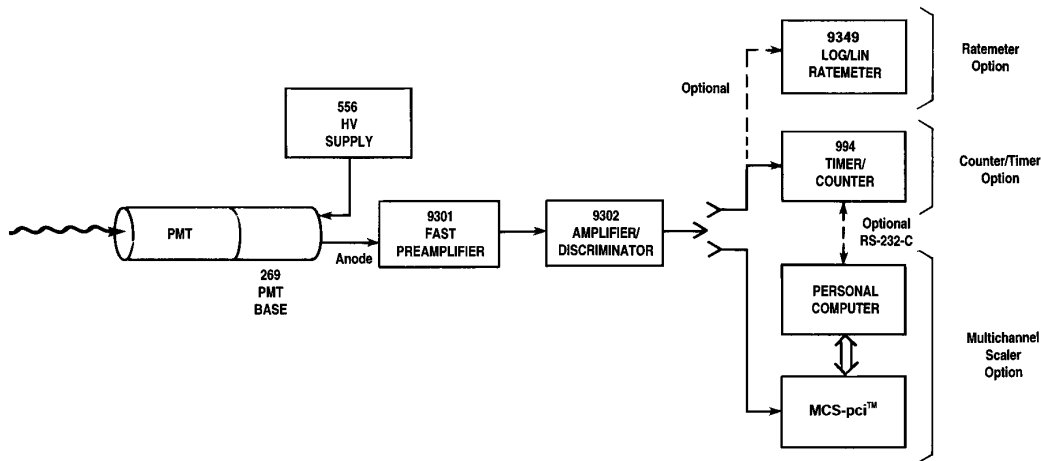 9349
LOG/LIN
RATEMETER
Ratemeter
Option
Optional
556
HV
SUPPLY
994
TIMER/
COUNTER
Counter/Timer
Option
PMT
269
PMT
BASE
Anode
9301
FAST
PREAMPLIFIER
9302
AMPLIFIER/
DISCRIMINATOR
Optional
RS-232-C
PERSONAL
COMPUTER
Multichannel
Scaler
Option
MCS-pci™